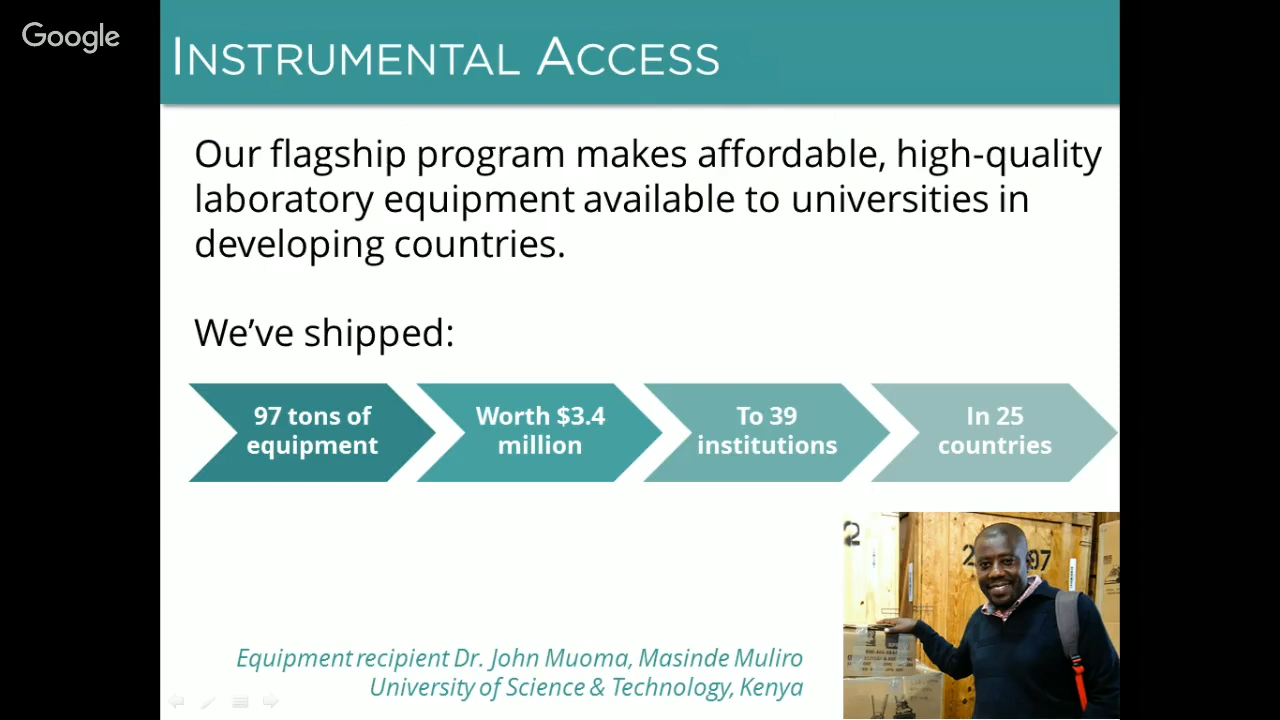 Google
INSTRUMENTAL ACCESS
Our flagship program makes affordable, high-quality
laboratory equipment available to universities in
developing countries.
We've shipped:
97 tons of
equipment
Worth $3.4
million
To 39
institutions
In 25
countries
Equipment recipient Dr. John Muoma, Masinde Muliro
University of Science & Technology, Kenya